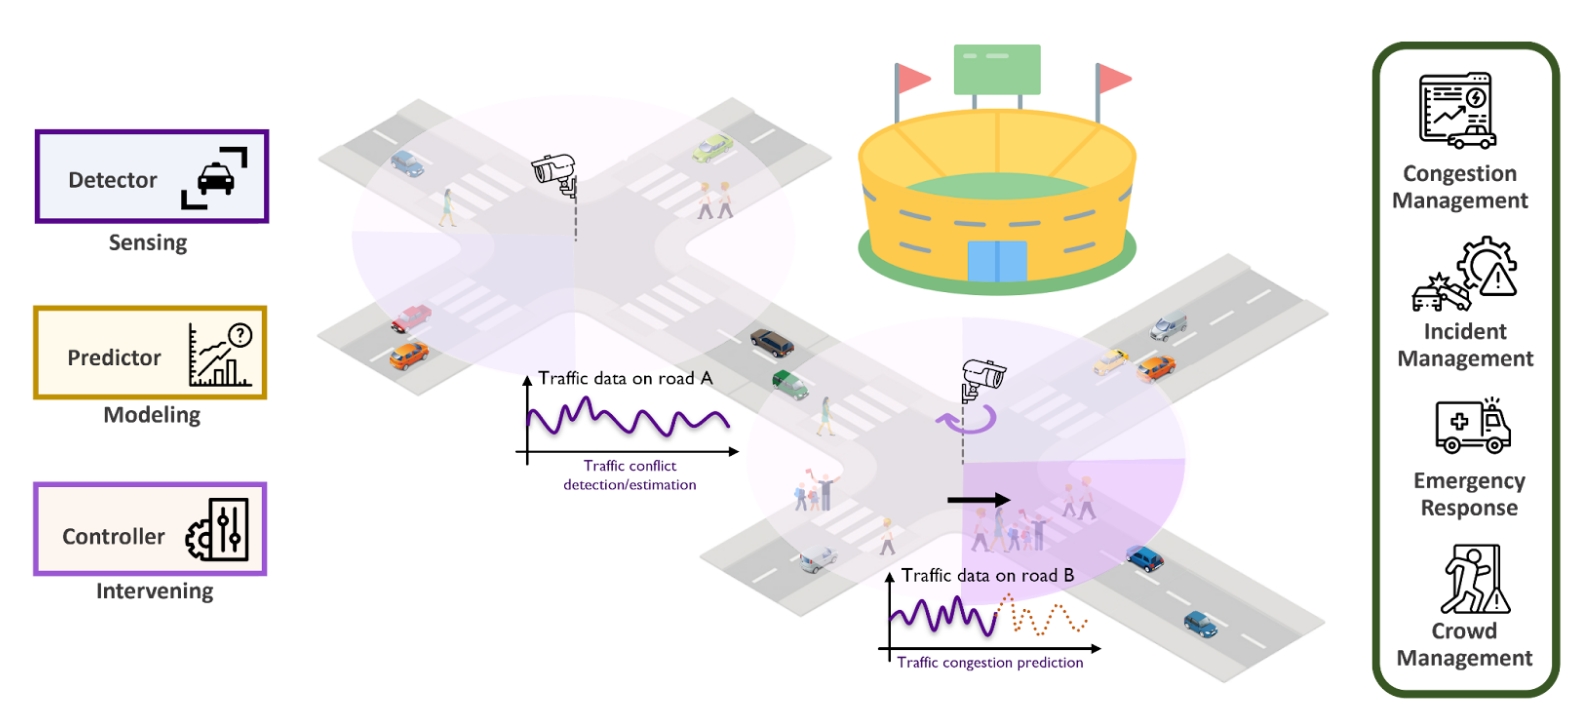 Detector
Sensing
Predictor
?
Modeling
Controller
Intervening
Traffic data on road A
Traffic conflict
detection/estimation
Traffic data on road B
Traffic congestion prediction
Congestion
Management
Incident
Management
Emergency
Response
Crowd
Management